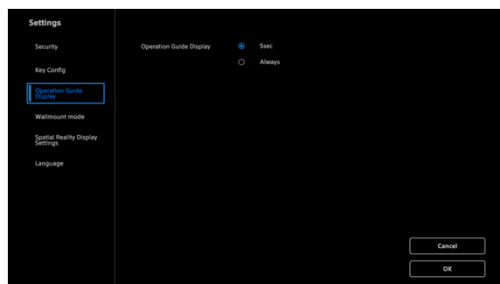 Settings
Security
Key Config
Operation Guide
Display
Wallmount mode
Spatial Reality Display
Settings
Language
Operation Guide Display
5sec
Always
Cancel
OK